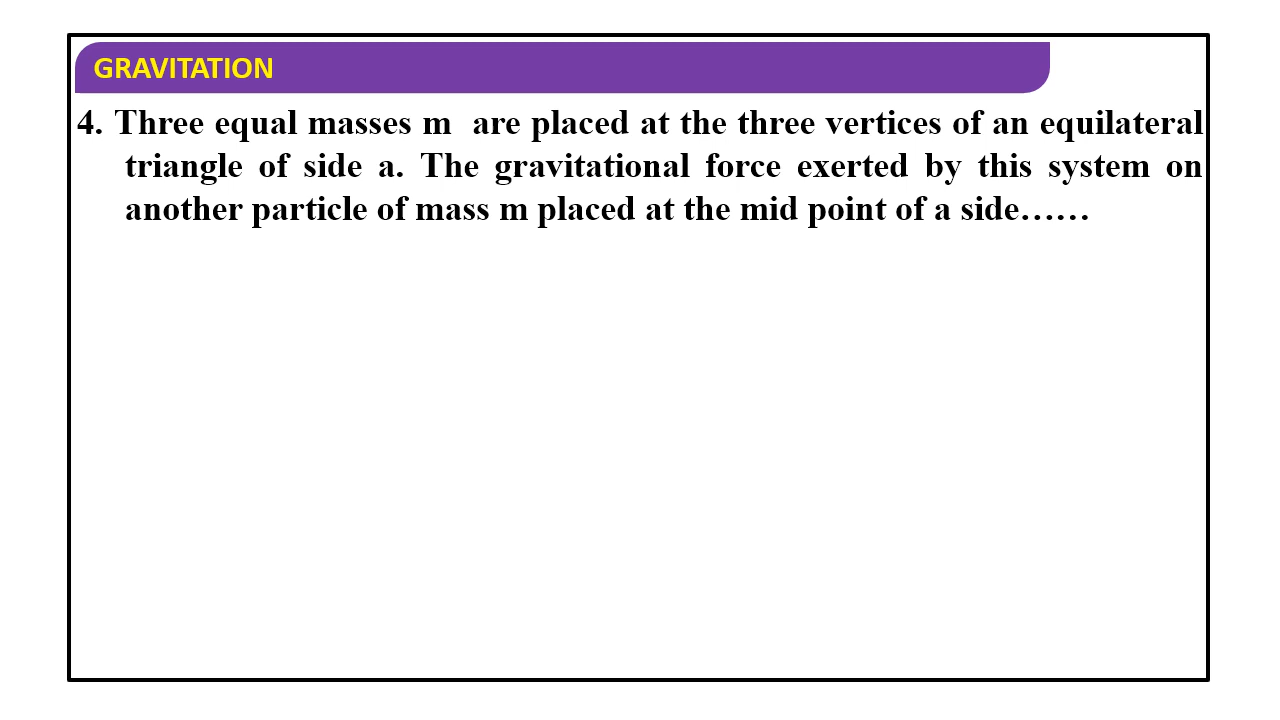 GRAVITATION
4. Three equal masses m are placed at the three vertices of an equilateral
triangle of side a. The gravitational force exerted by this system on
another particle of mass m placed at the mid point of a side……